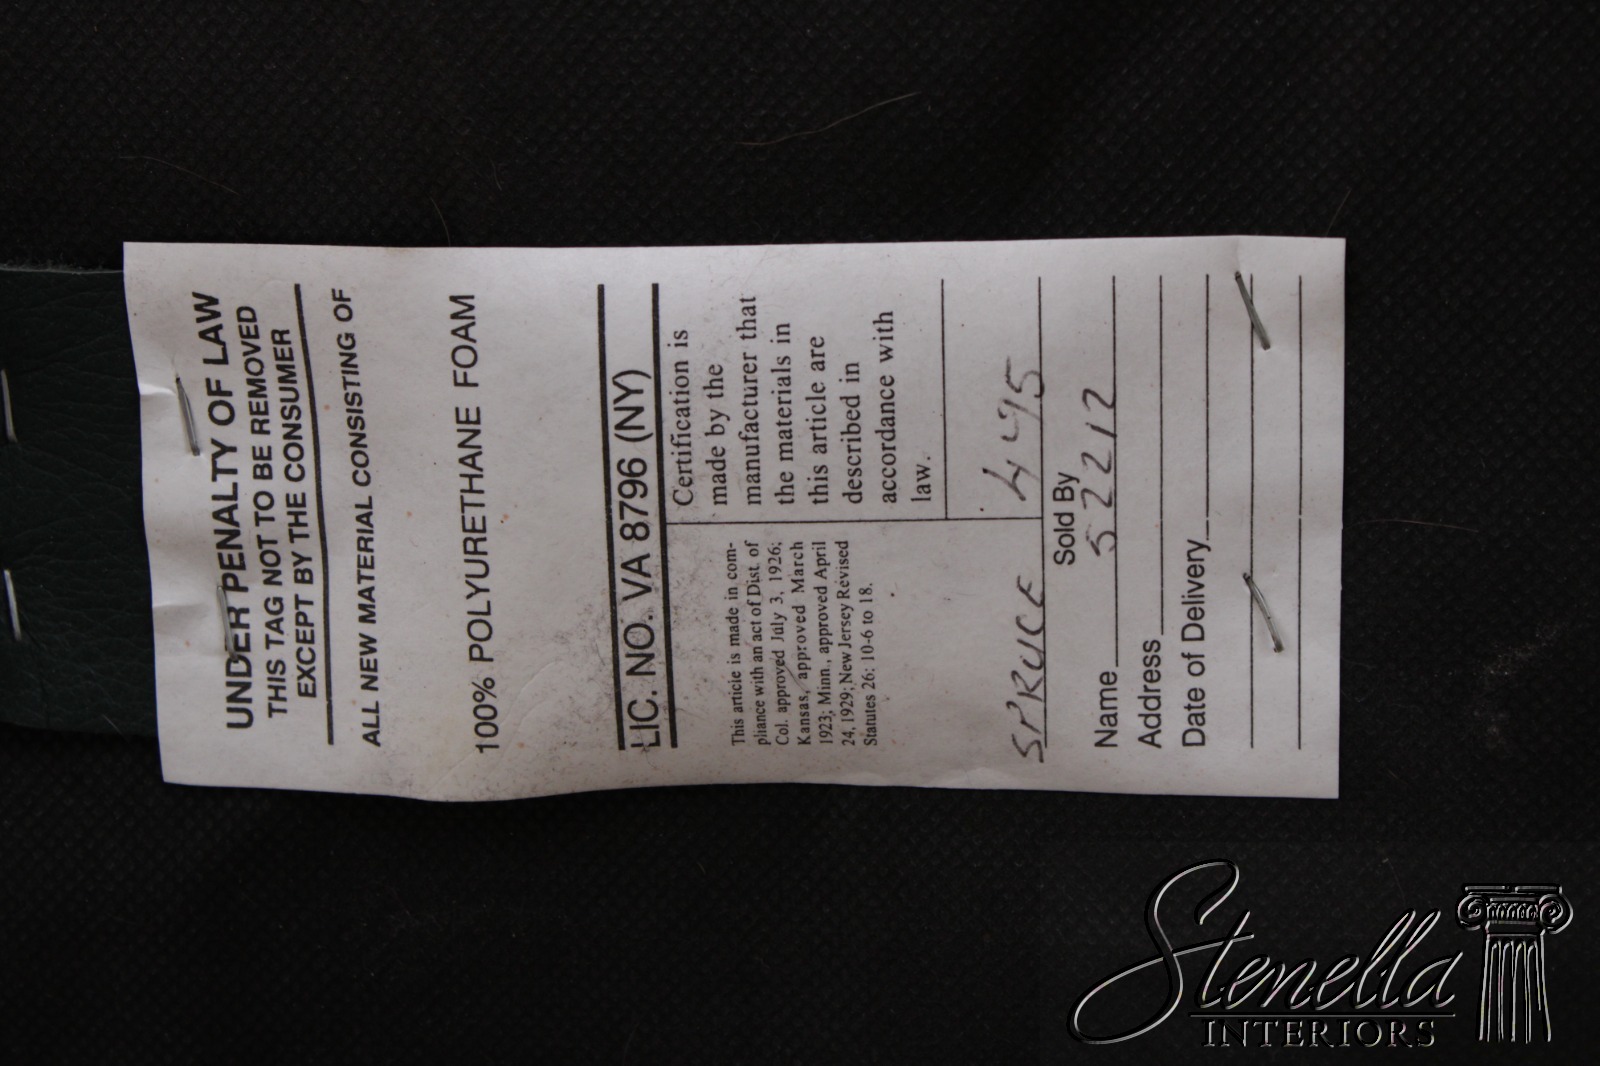 UNDER PENALTY OF LAW
THIS TAG NOT TO BE REMOVED
EXCEPT BY THE CONSUMER
ALL NEW MATERIAL CONSISTING OF
100% POLYURETHANE FOAM
LIC. NO. VA 8796 (NY)
This article is made in com-
pliance with an act of Dist. of
Col. approved July 3, 1926;
Kansas, approved March
1923; Minn., approved April
24, 1929; New Jersey Revised
Statutes 26: 10-6 to 18.
Certification is
made by the
manufacturer that
the materials in
this article are
described in
accordance with
law.
SPRUCE 4495
Sold By
Name 52212
Address
Date of Delivery
Stenella
INTERIORS